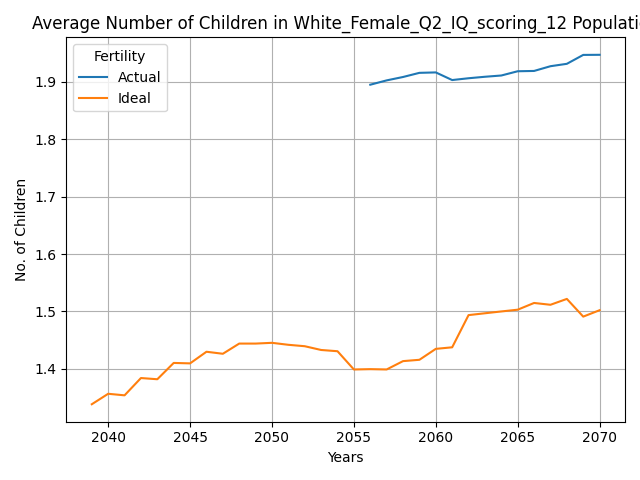 Average Number of Children in White_Female_Q2_IQ_scoring_12 Populati
Fertility
Actual
Ideal
No. of Children
1.9
1.8
1.7
1.6
1.5
1.4
2040 2045 2050 2055 2060 2065 2070
Years